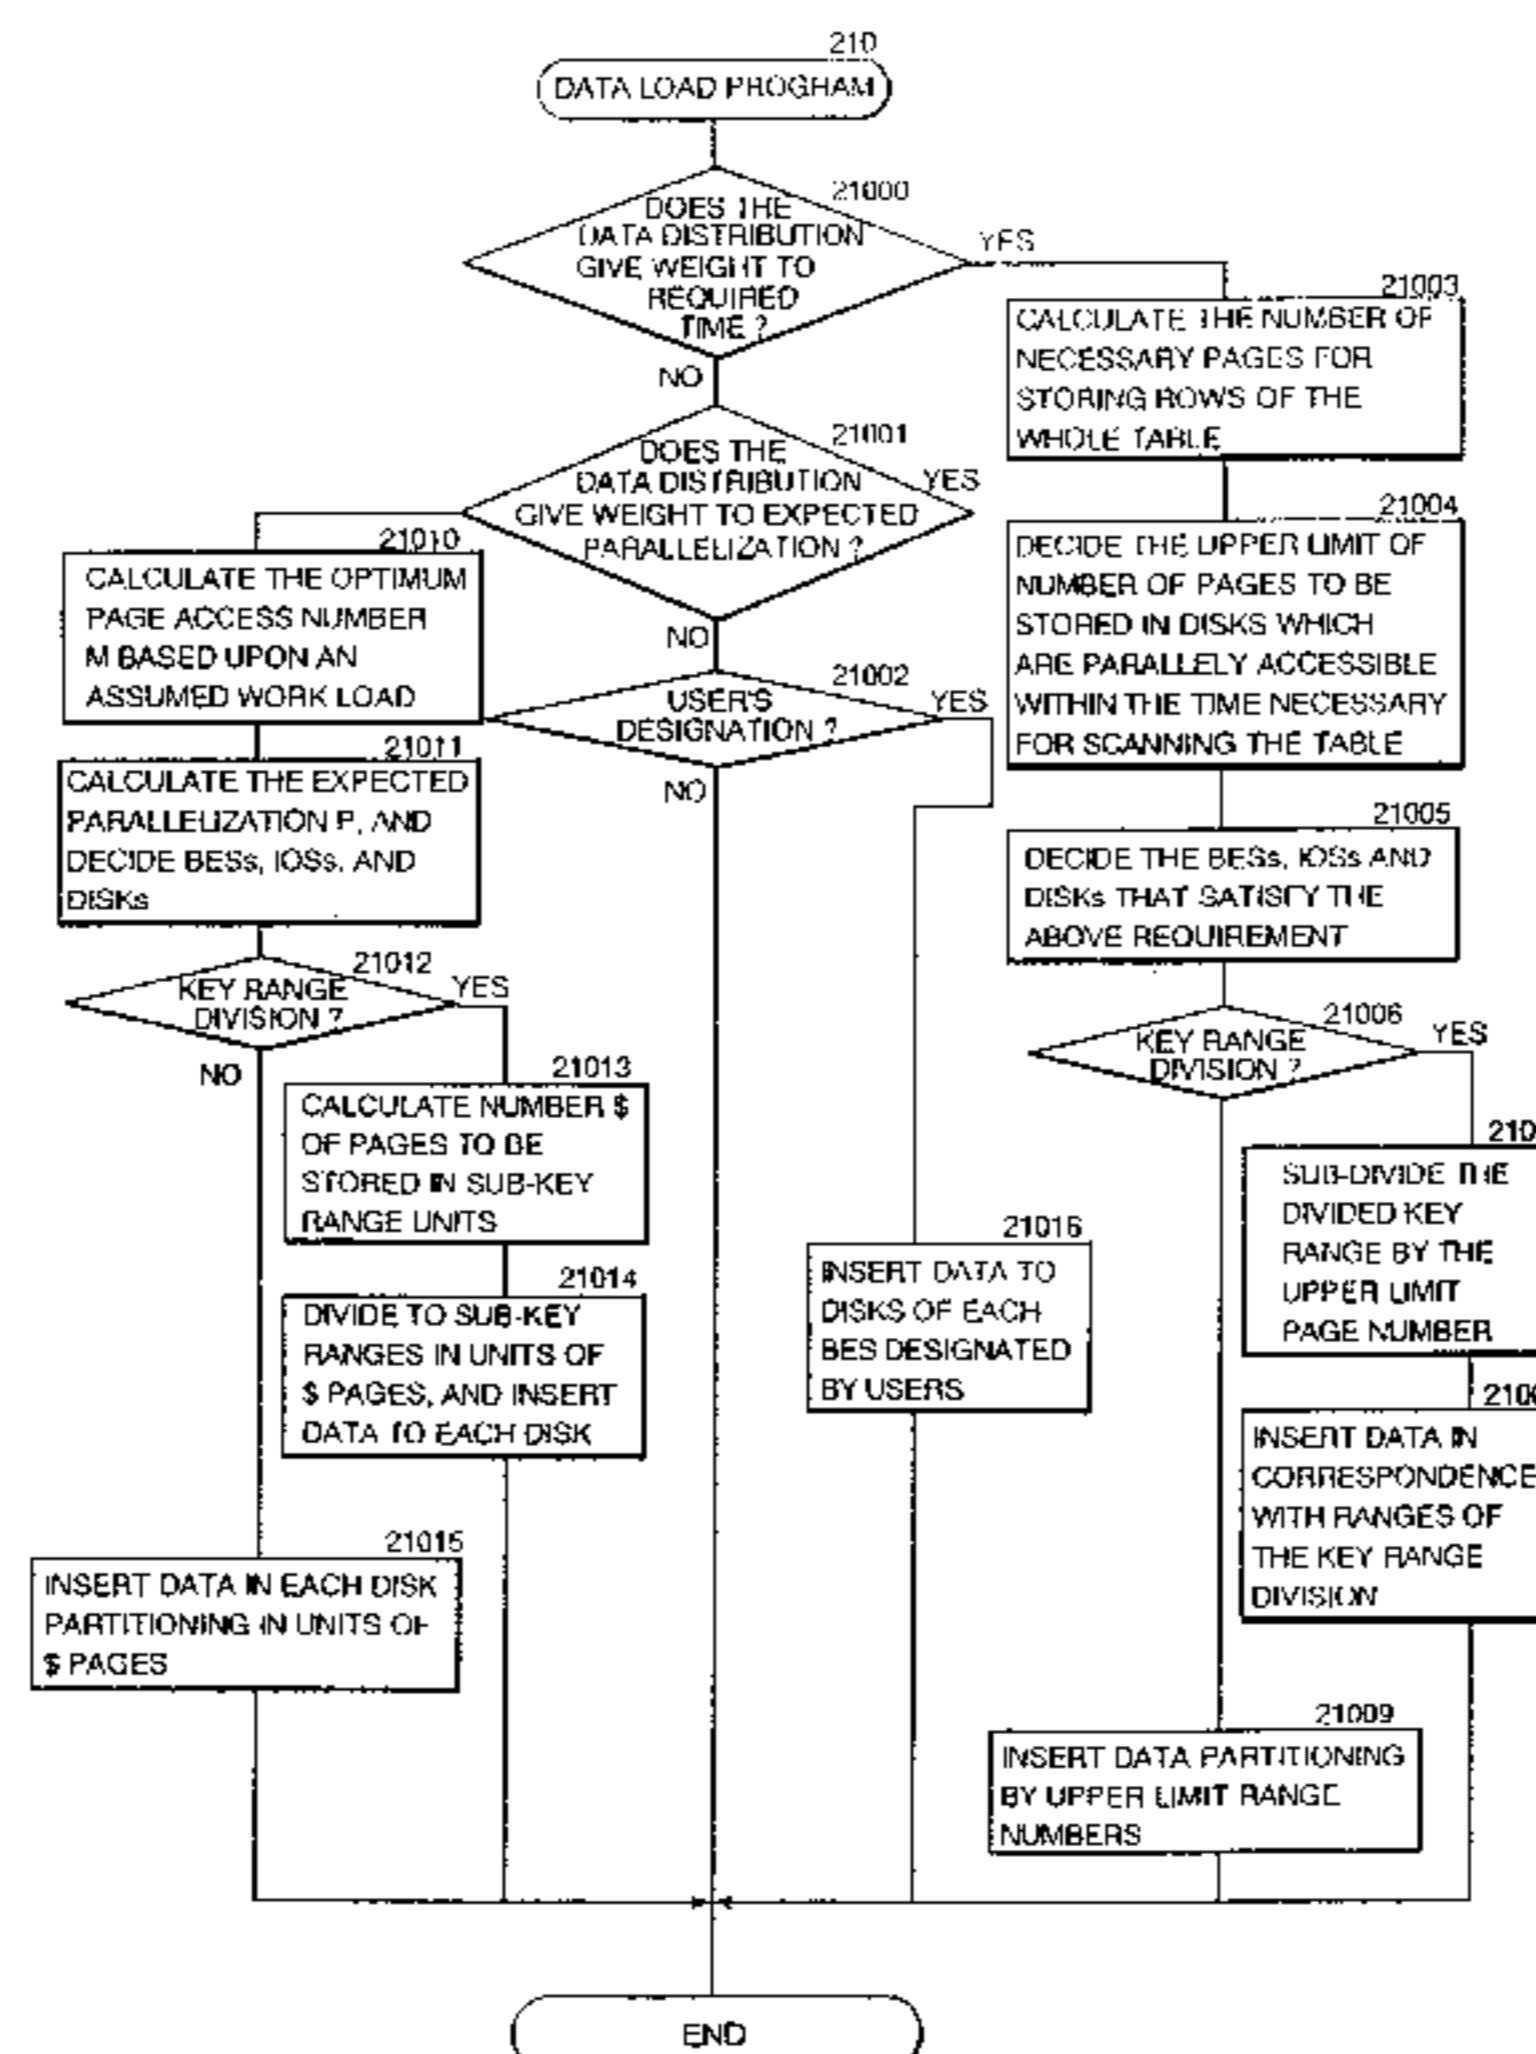 210
DATA LOAD PROGRAM
21000
DOES THE
DATA DISTRIBUTION
GIVE WEIGHT TO
REQUIRED
TIME ?
YES
NO
21003
CALCULATE THE NUMBER OF
NECESSARY PAGES FOR
STORING ROWS OF THE
WHOLE TABLE
21001
DOES THE
DATA DISTRIBUTION
GIVE WEIGHT TO EXPECTED
PARALLELIZATION ?
YES
NO
21004
DECIDE THE UPPER LIMIT OF
NUMBER OF PAGES TO BE
STORED IN DISKS WHICH
ARE PARALLELY ACCESSIBLE
WITHIN THE TIME NECESSARY
FOR SCANNING THE TABLE
21010
CALCULATE THE OPTIMUM
PAGE ACCESS NUMBER
M BASED UPON AN
ASSUMED WORK LOAD
21002
USER'S
DESIGNATION ?
YES
NO
21011
CALCULATE THE EXPECTED
PARALLELIZATION P, AND
DECIDE BESs, IOSs, AND
DISKs
21005
DECIDE THE BESs, IOSs AND
DISKs THAT SATISFY THE
ABOVE REQUIREMENT
21012
KEY RANGE
DIVISION ?
YES
NO
21006
KEY RANGE
DIVISION ?
YES
21013
CALCULATE NUMBER $
OF PAGES TO BE
STORED IN SUB-KEY
RANGE UNITS
210
SUB-DIVIDE THE
DIVIDED KEY
RANGE BY THE
UPPER LIMIT
PAGE NUMBER
21014
DIVIDE TO SUB-KEY
RANGES IN UNITS OF
$ PAGES, AND INSERT
DATA TO EACH DISK
21016
INSERT DATA TO
DISKS OF EACH
BES DESIGNATED
BY USERS
2100
INSERT DATA IN
CORRESPONDENCE
WITH RANGES OF
THE KEY RANGE
DIVISION
21015
INSERT DATA IN EACH DISK
PARTITIONING IN UNITS OF
$ PAGES
21009
INSERT DATA PARTITIONING
BY UPPER LIMIT RANGE
NUMBERS
END